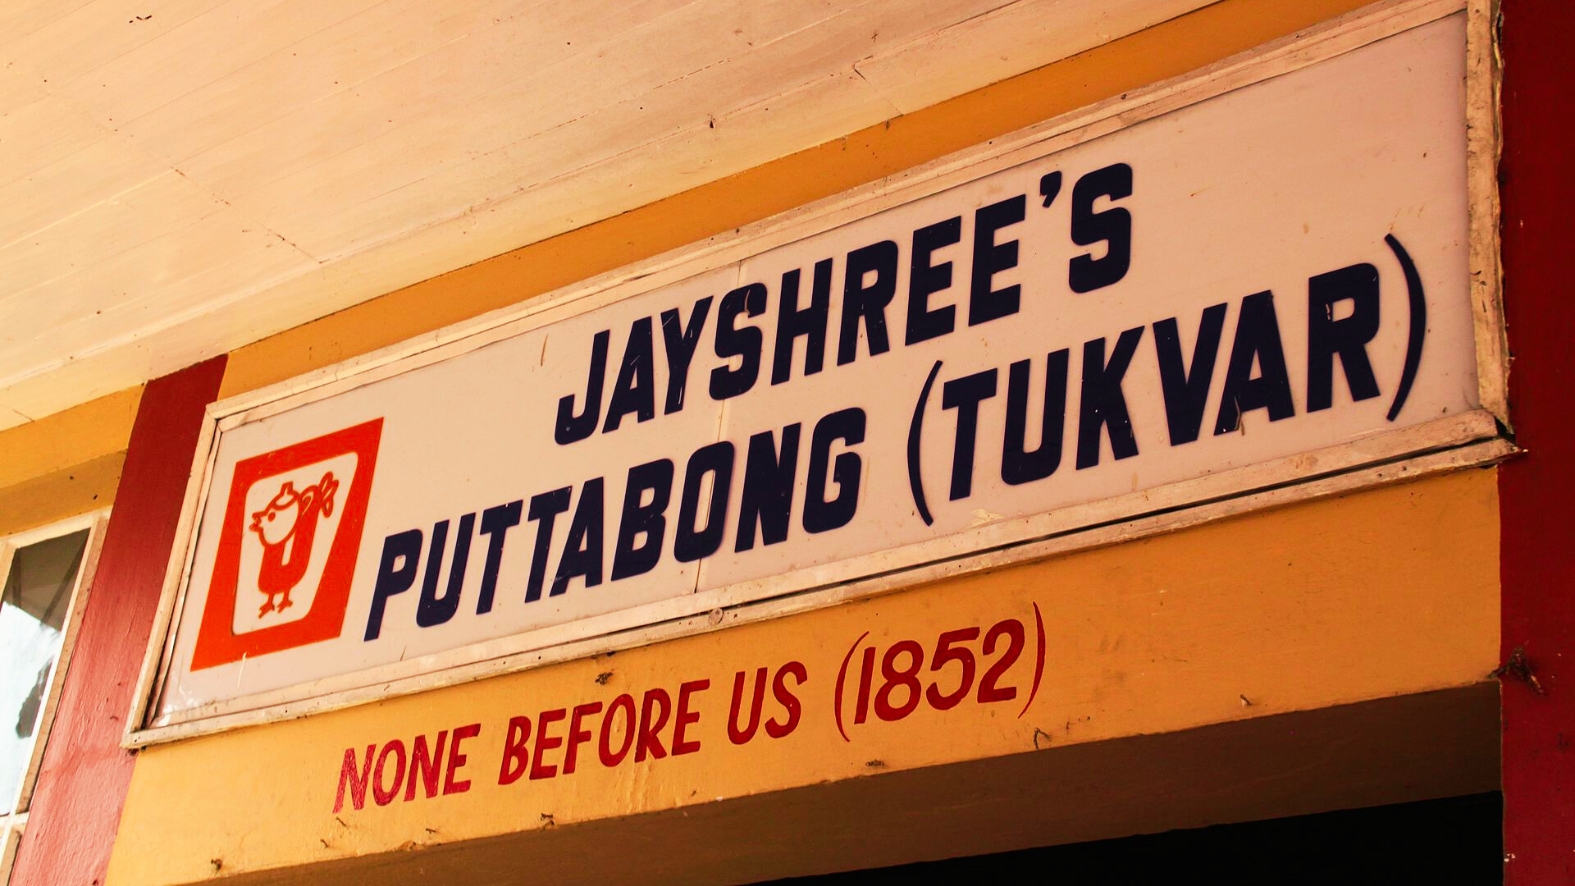 JAYSHREE'S
PUTTABONG (TUKVAR)
NONE BEFORE US (1852)